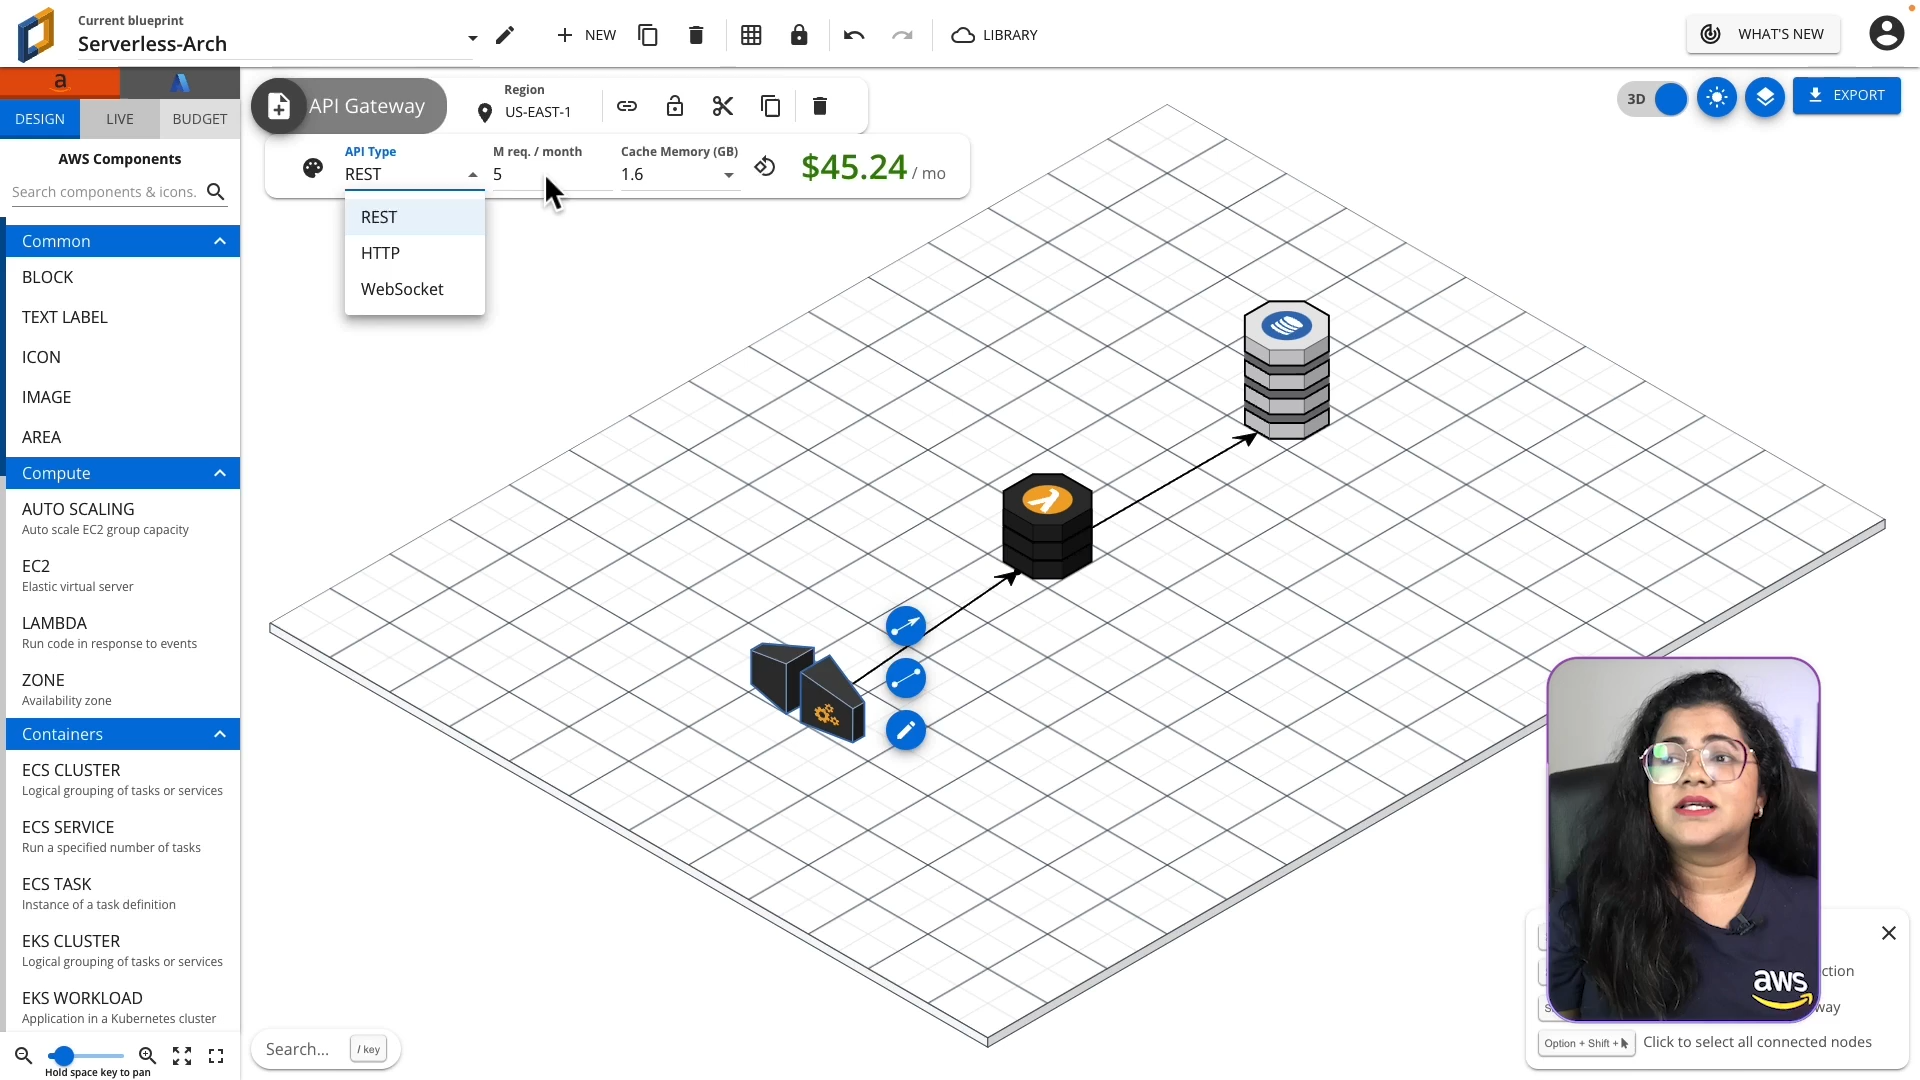 Current blueprint
Serverless-Arch
NEW
LIBRARY
WHAT'S NEW
a
DESIGN
LIVE
BUDGET
API Gateway
Region
US-EAST-1
3D
EXPORT
AWS Components
Search components & icons.
API Type
REST
M req. / month
5
Cache Memory (GB)
1.6
$45.24 / mo
REST
HTTP
WebSocket
Common
BLOCK
TEXT LABEL
ICON
IMAGE
AREA
Compute
AUTO SCALING
Auto scale EC2 group capacity
EC2
Elastic virtual server
LAMBDA
Run code in response to events
ZONE
Availability zone
Containers
ECS CLUSTER
Logical grouping of tasks or services
ECS SERVICE
Run a specified number of tasks
ECS TASK
Instance of a task definition
EKS CLUSTER
Logical grouping of tasks or services
EKS WORKLOAD
Application in a Kubernetes cluster
Hold space key to pan
Search...
/ key
aws
ction
way
Option + Shift +
Click to select all connected nodes